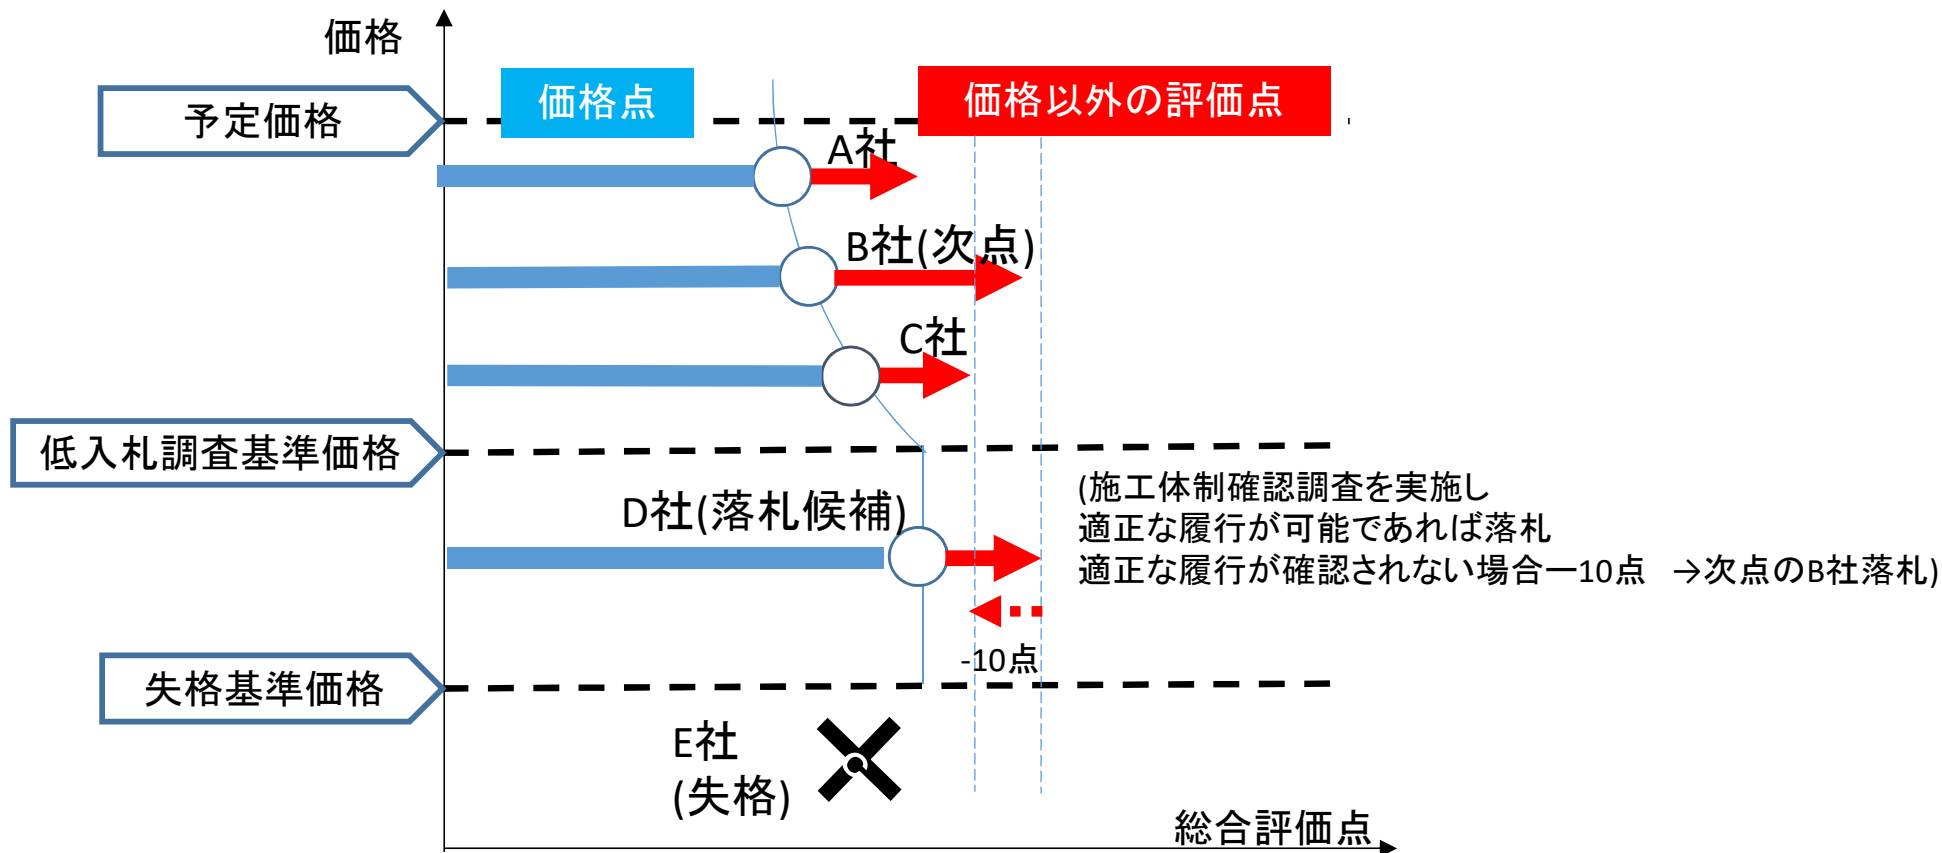 価格
予定価格
価格点
価格以外の評価点
A社
B社(次点)
C社
低入札調査基準価格
D社(落札候補)
(施工体制確認調査を実施し
適正な履行が可能であれば落札
適正な履行が確認されない場合ー10点 →次点のB社落札)
-10点
失格基準価格
E社
(失格)
総合評価点